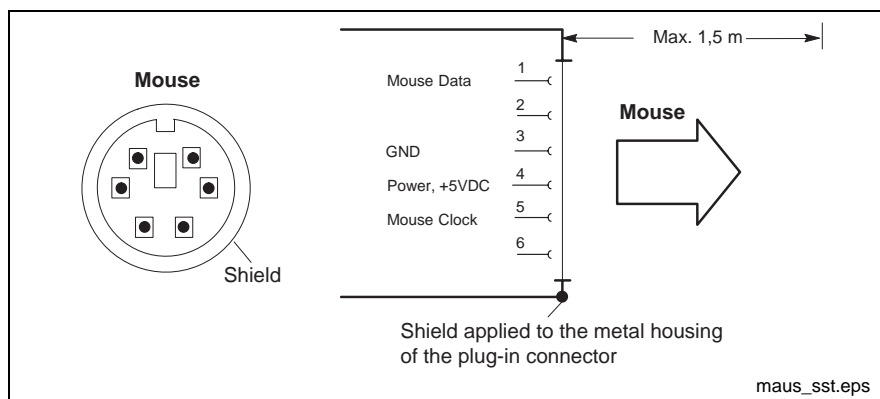 Mouse
Shield
Max. 1,5 m
Mouse Data 1
2
GND 3
Power, +5VDC 4
Mouse Clock 5
6
Mouse
Shield applied to the metal housing
of the plug-in connector
maus_sst.eps